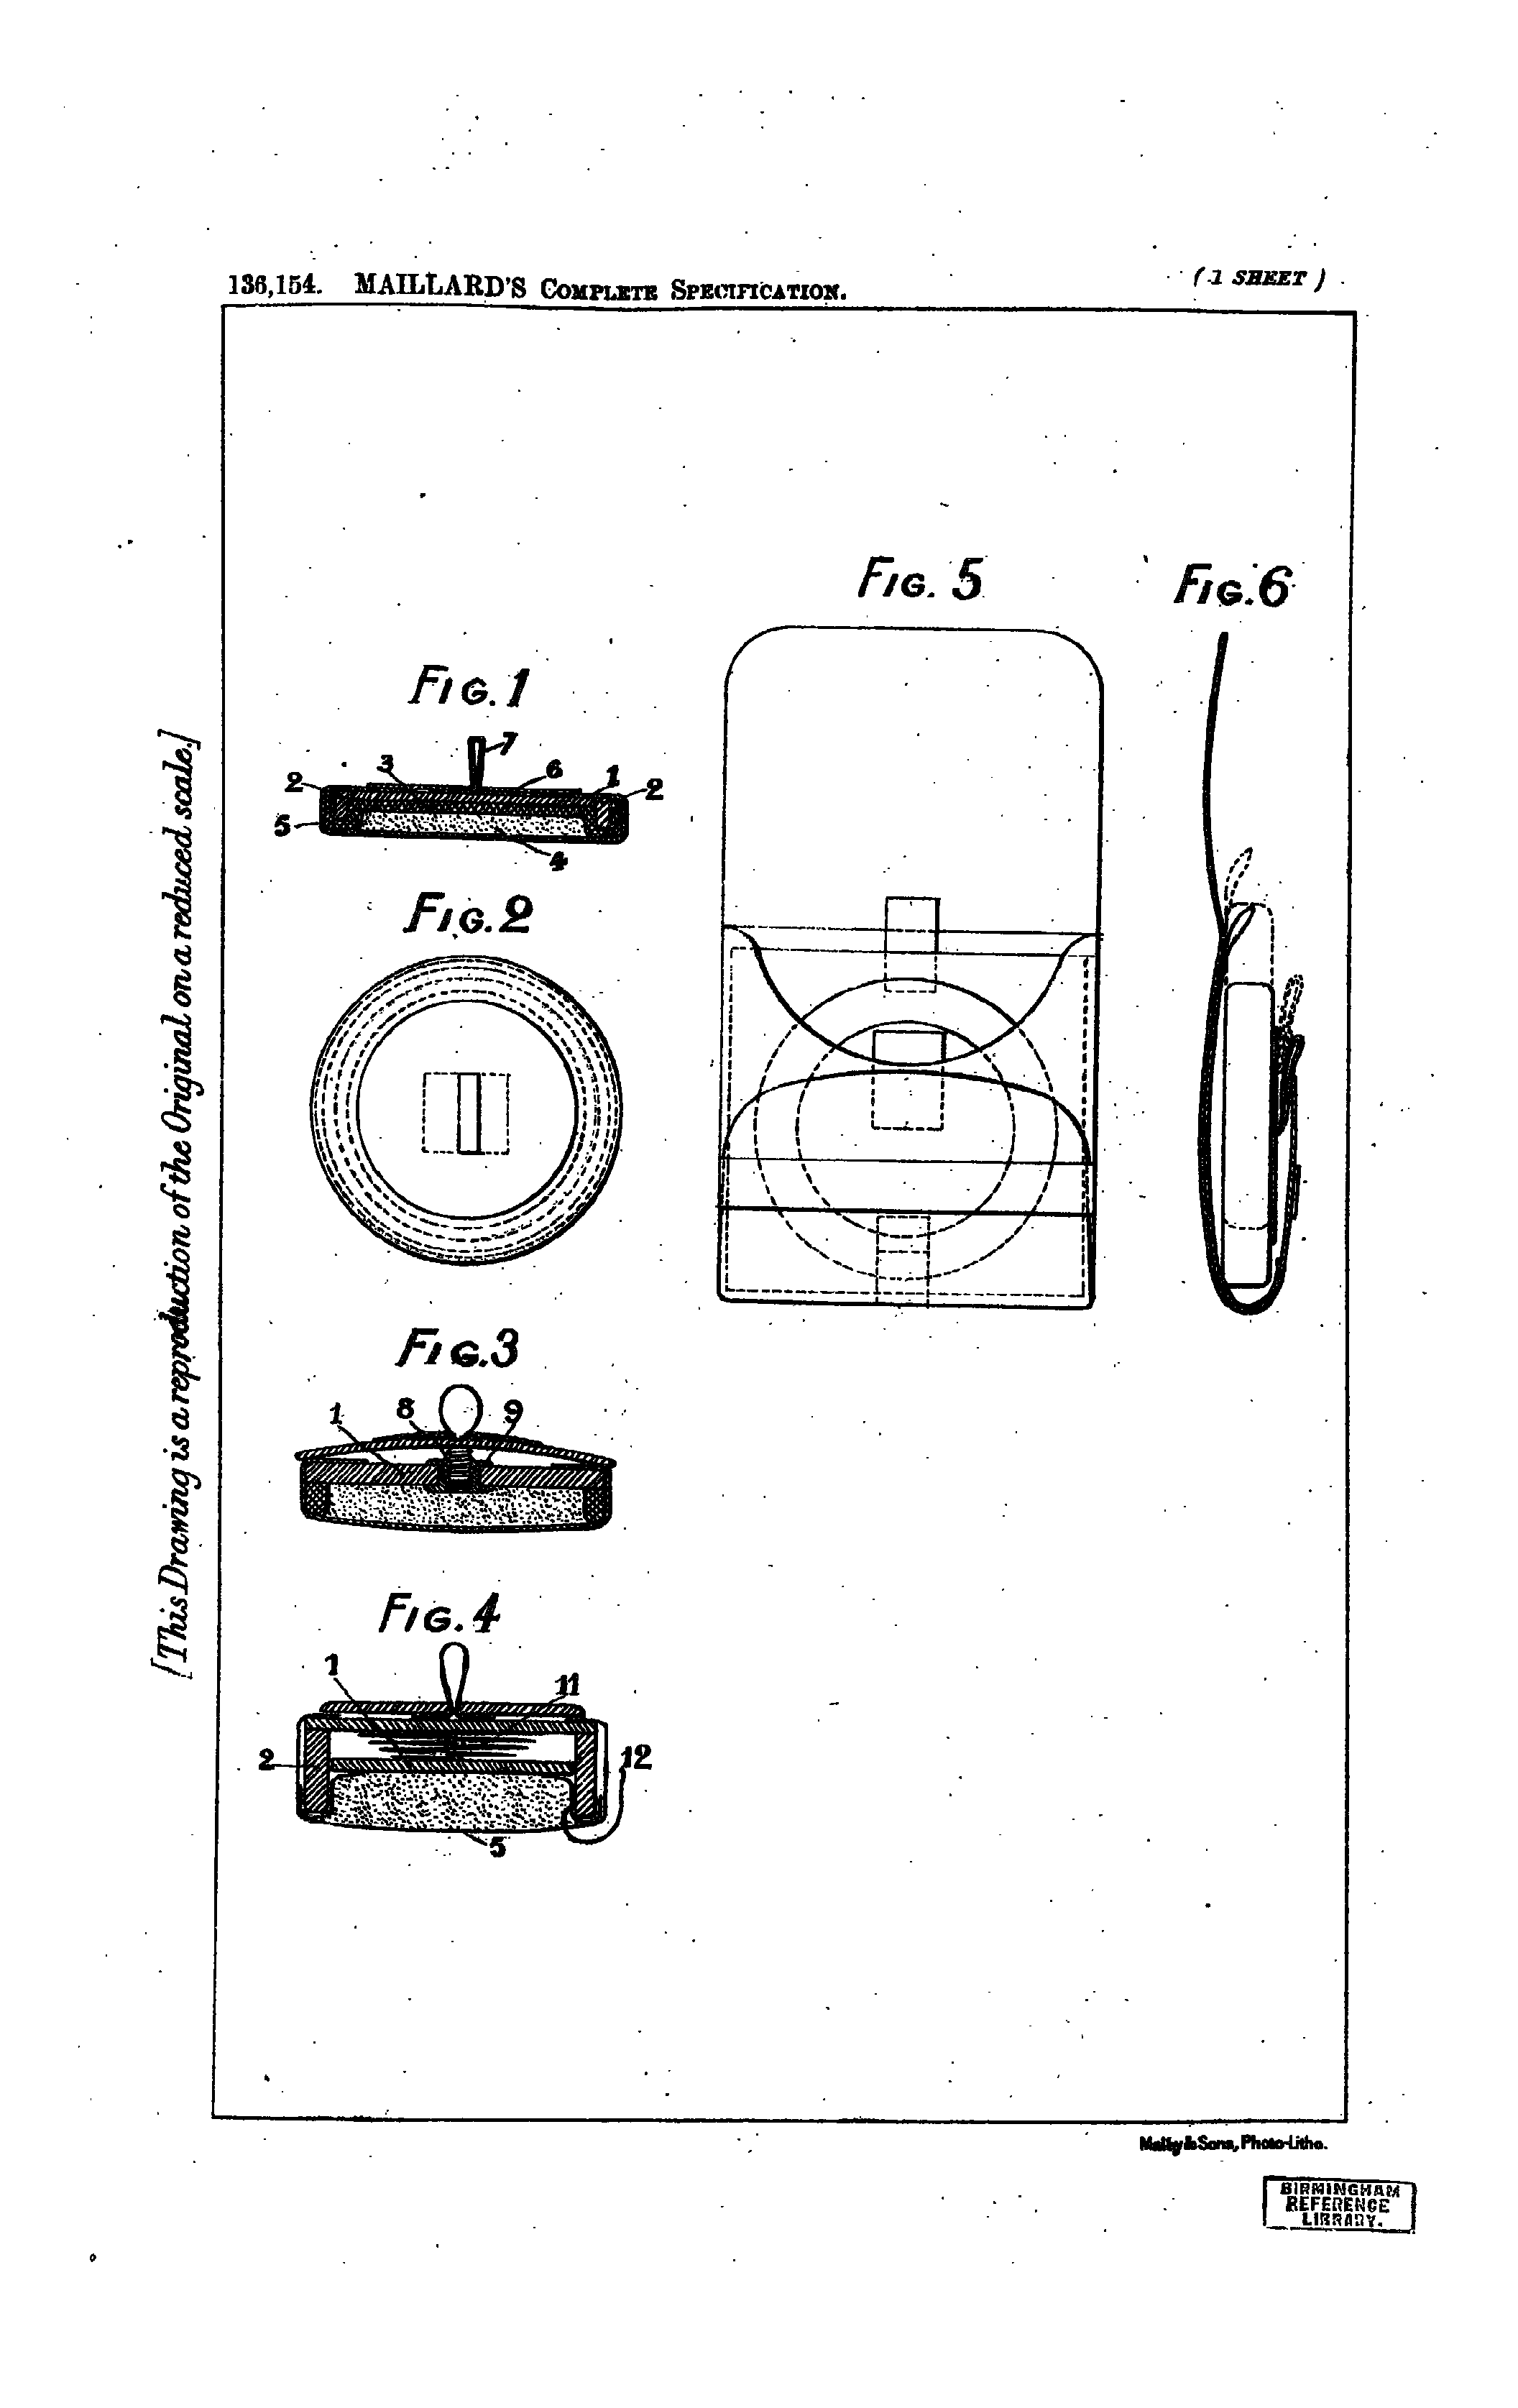 136,154. MAILLARD'S COMPLETE SPECIFICATION.
( 1 SHEET )
[This Drawing is a reproduction of the Original on a reduced scale.]
FIG. 1
7
3
6
1
2
2
5
4
FIG. 2
FIG. 3
1
8
9
FIG. 4
1
11
2
12
5
FIG. 5
FIG. 6
Malby & Sons, Photo-Litho.
BIRMINGHAM
REFERENCE
LIBRARY.